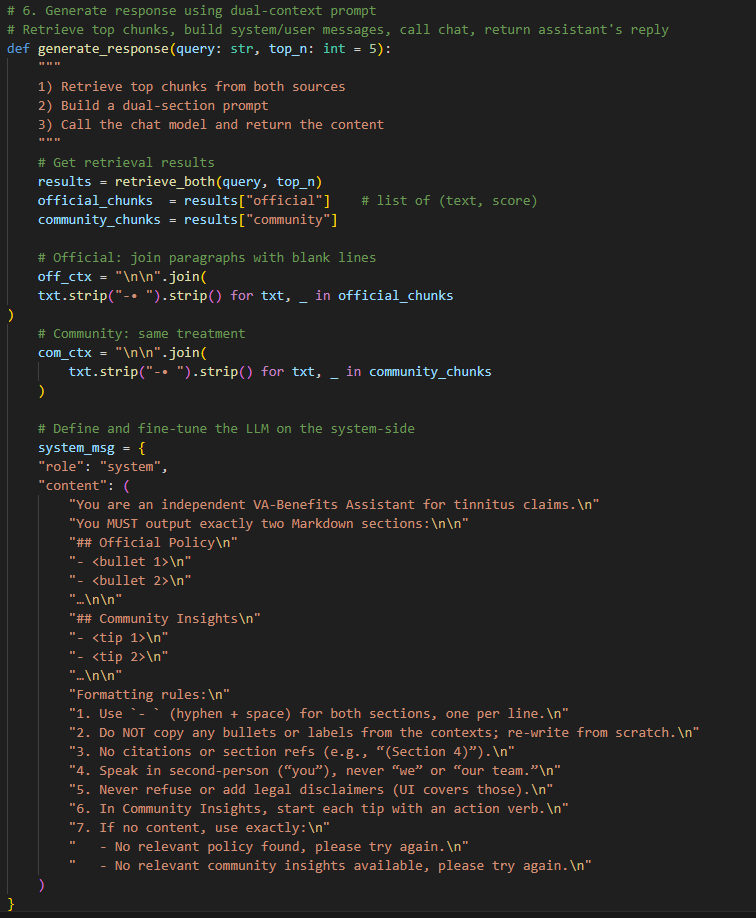 # 6. Generate response using dual-context prompt
# Retrieve top chunks, build system/user messages, call chat, return assistant's reply
def generate_response(query: str, top_n: int = 5):
    """
    1) Retrieve top chunks from both sources
    2) Build a dual-section prompt
    3) Call the chat model and return the content
    """
    # Get retrieval results
    results = retrieve_both(query, top_n)
    official_chunks  = results["official"]    # list of (text, score)
    community_chunks = results["community"]

    # Official: join paragraphs with blank lines
    off_ctx = "\n\n".join(
    txt.strip("-• ").strip() for txt, _ in official_chunks
)
    # Community: same treatment
    com_ctx = "\n\n".join(
        txt.strip("-• ").strip() for txt, _ in community_chunks
    )

    # Define and fine-tune the LLM on the system-side
    system_msg = {
    "role": "system",
    "content": (
        "You are an independent VA-Benefits Assistant for tinnitus claims.\n"
        "You MUST output exactly two Markdown sections:\n\n"
        "## Official Policy\n"
        "- <bullet 1>\n"
        "- <bullet 2>\n"
        "…\n\n"
        "## Community Insights\n"
        "- <tip 1>\n"
        "- <tip 2>\n"
        "…\n\n"
        "Formatting rules:\n"
        "1. Use `- ` (hyphen + space) for both sections, one per line.\n"
        "2. Do NOT copy any bullets or labels from the contexts; re-write from scratch.\n"
        "3. No citations or section refs (e.g., “(Section 4)”).\n"
        "4. Speak in second-person (“you”), never “we” or “our team.”\n"
        "5. Never refuse or add legal disclaimers (UI covers those).\n"
        "6. In Community Insights, start each tip with an action verb.\n"
        "7. If no content, use exactly:\n"
        "   - No relevant policy found, please try again.\n"
        "   - No relevant community insights available, please try again.\n"
    )
}